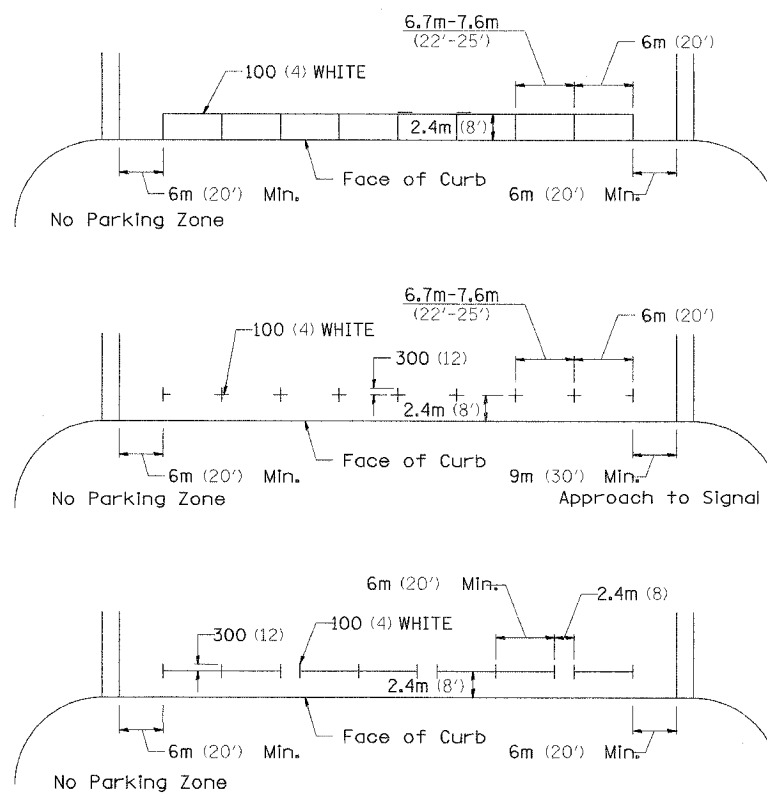 6.7m-7.6m
(22'-25')
6m (20')
100 (4) WHITE
2.4m (8')
Face of Curb
6m (20') Min.
6m (20') Min.
No Parking Zone
6.7m-7.6m
(22'-25')
6m (20')
100 (4) WHITE
300 (12)
2.4m (8')
Face of Curb
6m (20') Min.
9m (30') Min.
No Parking Zone
Approach to Signal
6m (20') Min.
2.4m (8)
300 (12)
100 (4) WHITE
2.4m (8')
Face of Curb
6m (20') Min.
6m (20') Min.
No Parking Zone